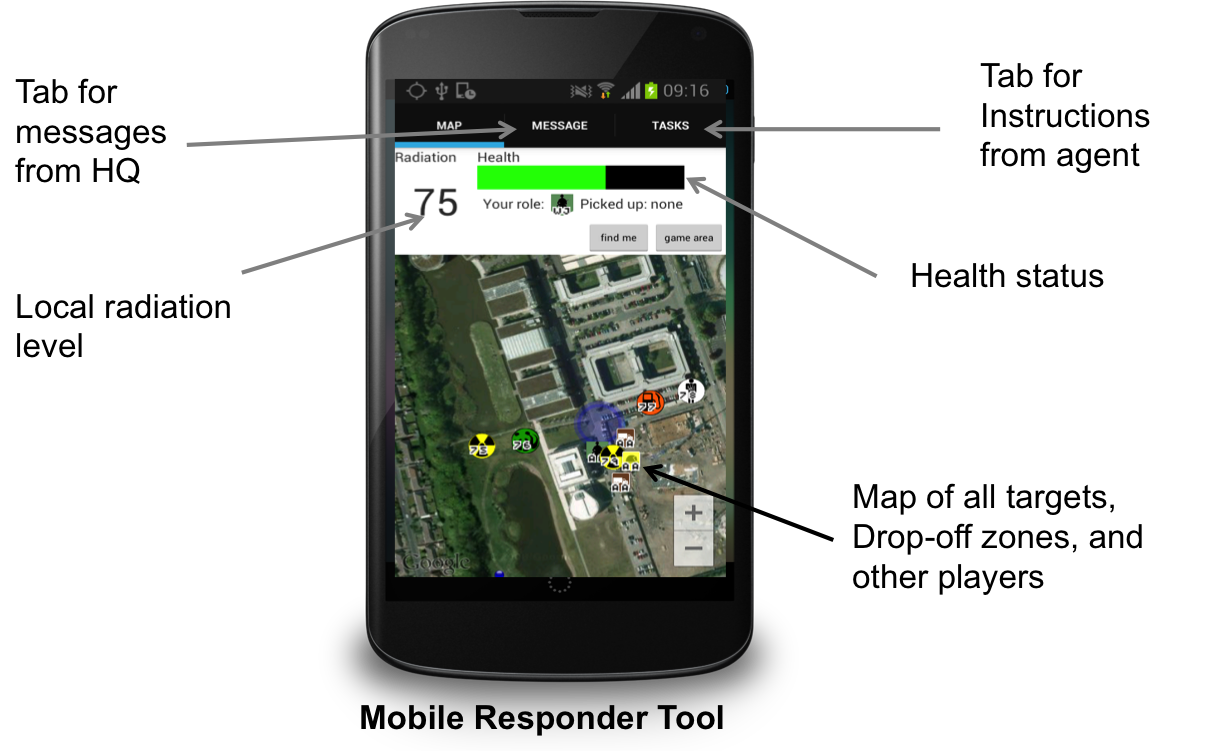 Tab for
messages
from HQ
Tab for
Instructions
from agent
09:16
MAP
MESSAGE
TASKS
Radiation
75
Health
Your role:
Picked up: none
find me
game area
Local radiation
level
Health status
77
76
Map of all targets,
Drop-off zones, and
other players
+
−
Google
Mobile Responder Tool